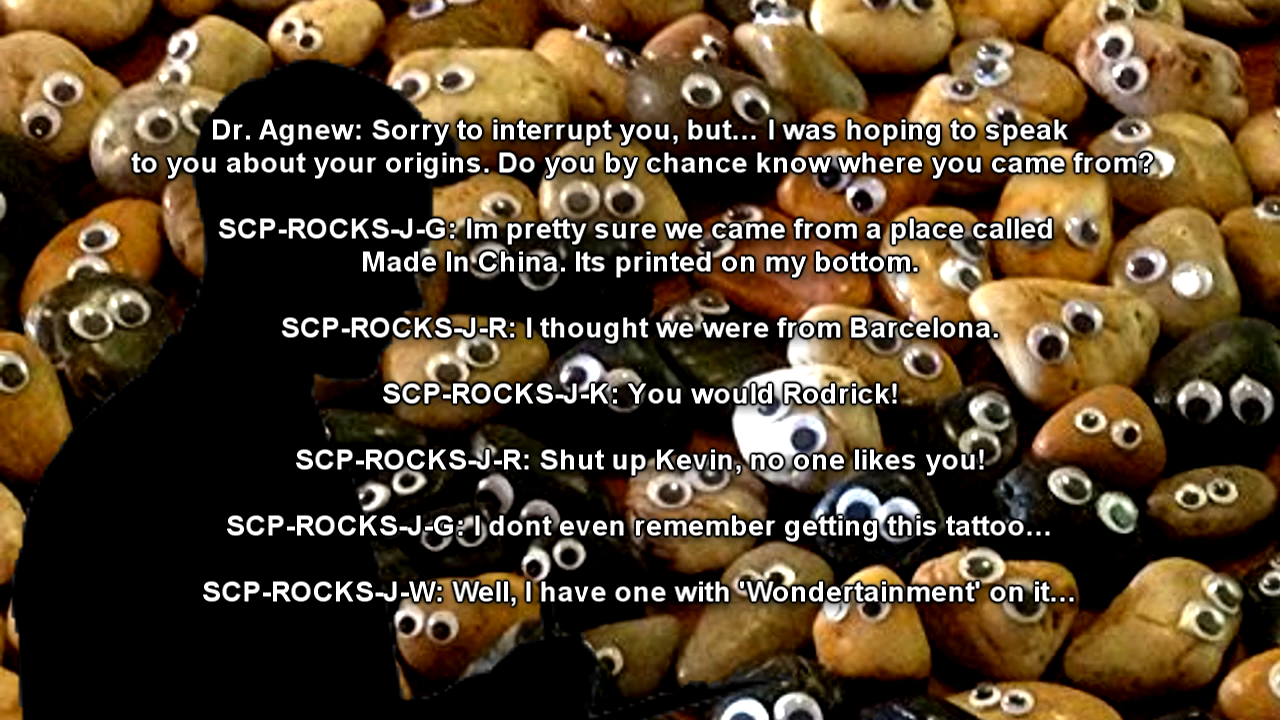 Dr. Agnew: Sorry to interrupt you, but... I was hoping to speak
to you about your origins. Do you by chance know where you came from?
SCP-ROCKS-J-G: Im pretty sure we came from a place called
Made In China. Its printed on my bottom.
SCP-ROCKS-J-R: I thought we were from Barcelona.
SCP-ROCKS-J-K: You would Rodrick!
SCP-ROCKS-J-R: Shut up Kevin, no one likes you!
SCP-ROCKS-J-G: I dont even remember getting this tattoo...
SCP-ROCKS-J-W: Well, I have one with 'Wondertainment' on it...